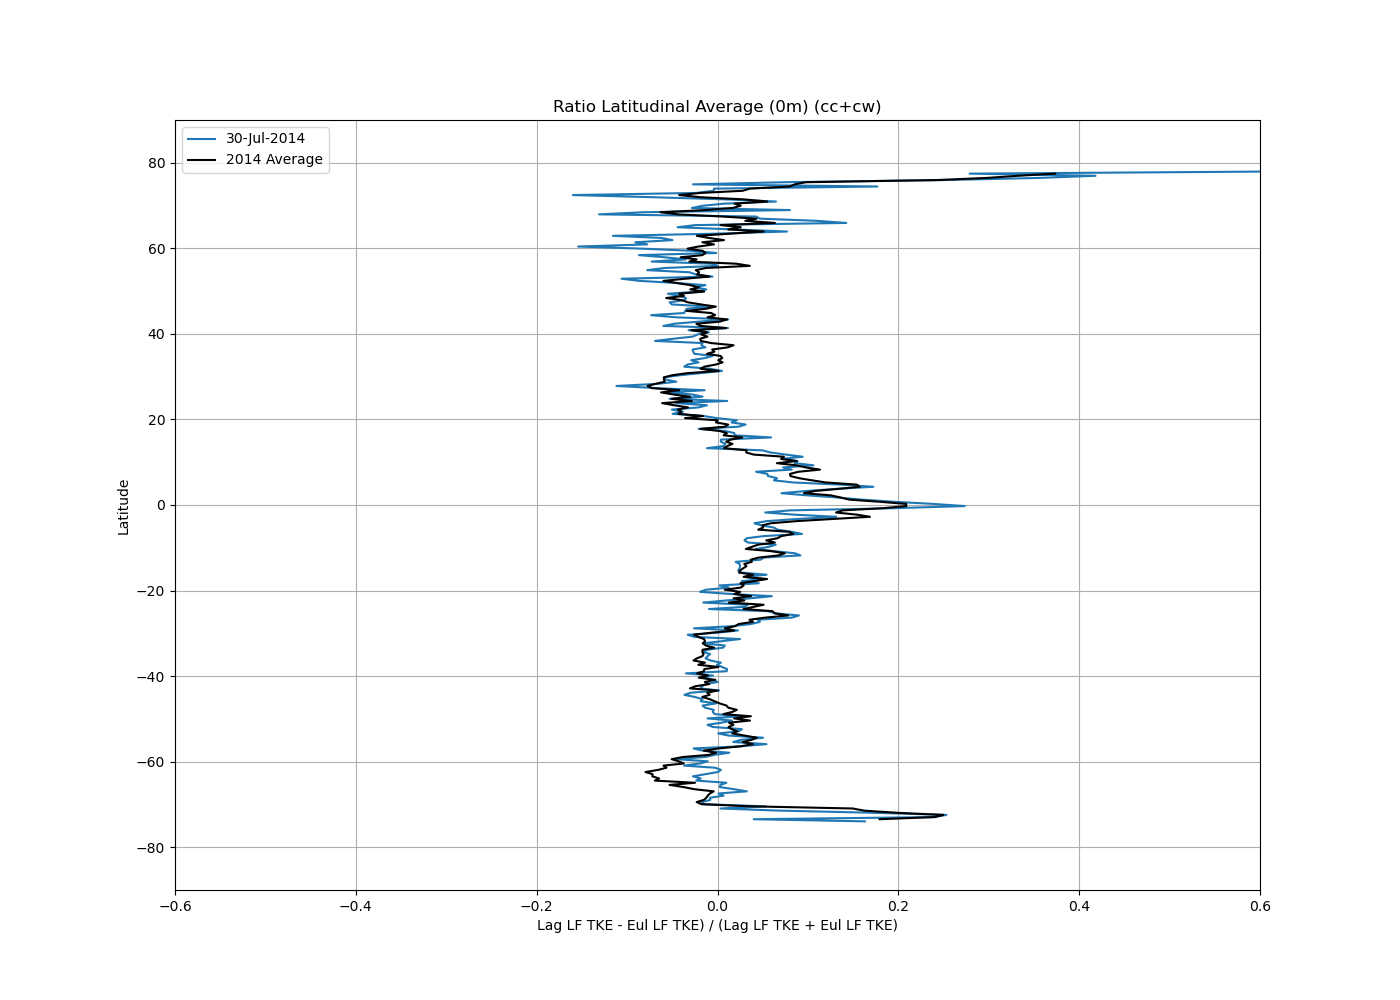 Ratio Latitudinal Average (0m) (cc+cw)
30-Jul-2014
2014 Average
80
60
40
20
0
−20
−40
−60
−80
Latitude
−0.6 −0.4 −0.2 0.0 0.2 0.4 0.6
Lag LF TKE - Eul LF TKE) / (Lag LF TKE + Eul LF TKE)